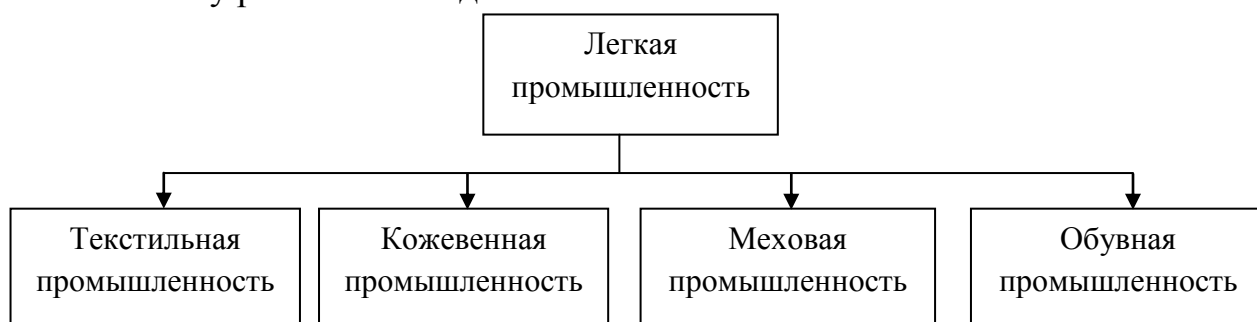 Легкая
промышленность
Текстильная
промышленность
Кожевенная
промышленность
Меховая
промышленность
Обувная
промышленность